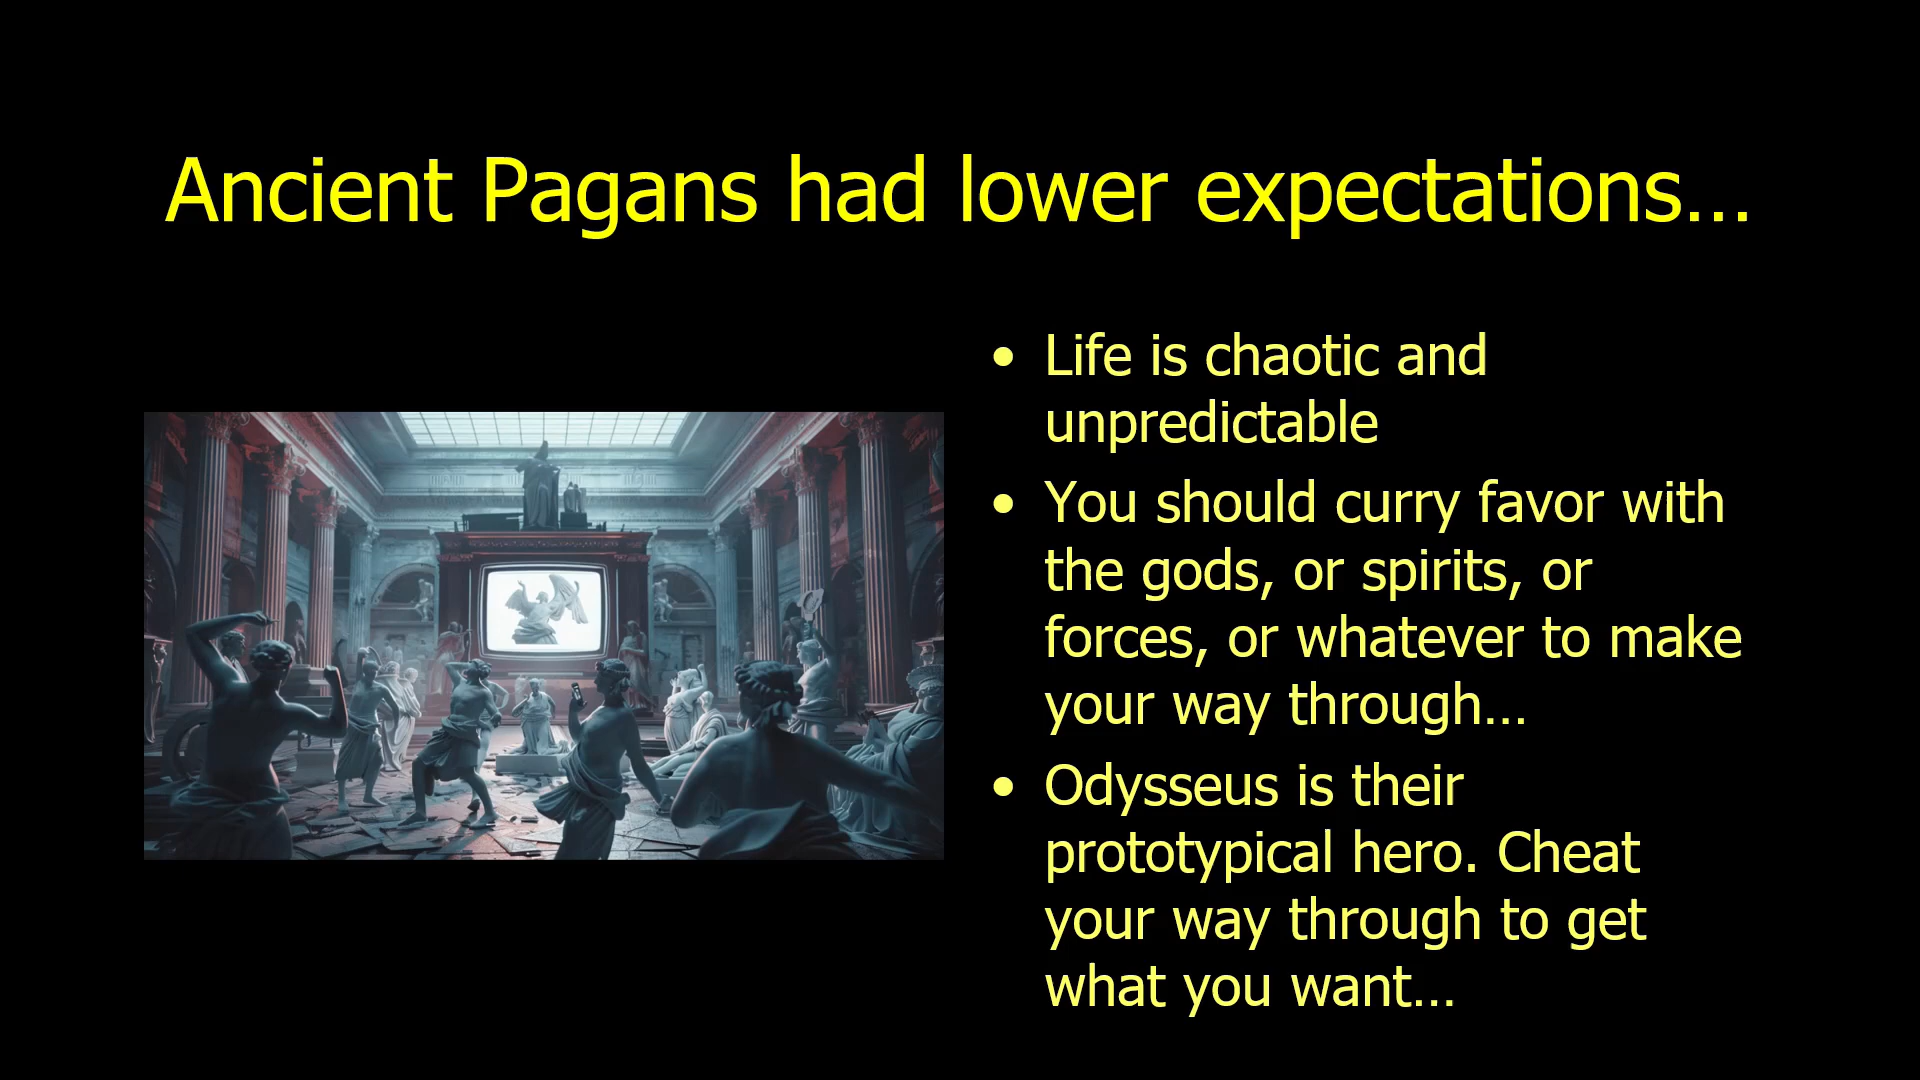 Ancient Pagans had lower expectations…
• Life is chaotic and
unpredictable
• You should curry favor with
the gods, or spirits, or
forces, or whatever to make
your way through…
• Odysseus is their
prototypical hero. Cheat
your way through to get
what you want…